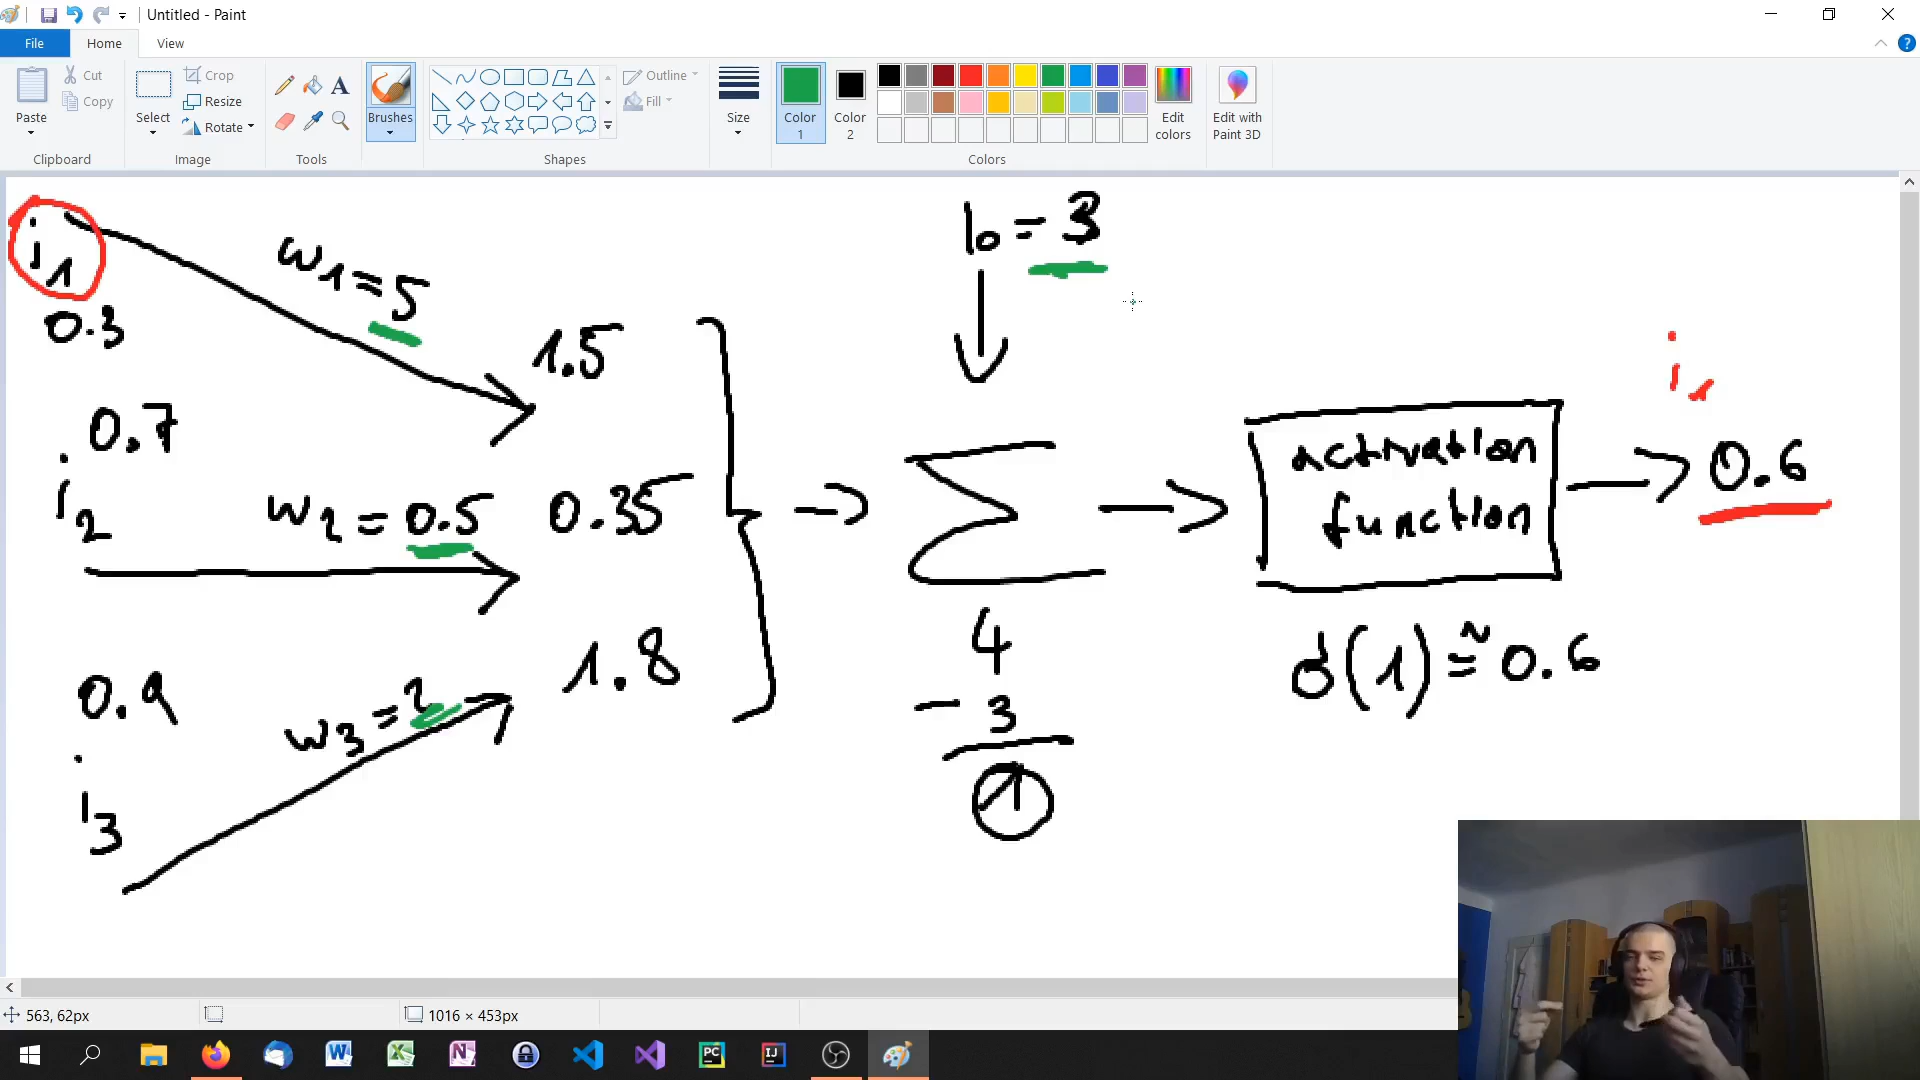 Untitled - Paint
File
Home
View
Paste
Cut
Copy
Clipboard
Select
Crop
Resize
Rotate
Image
A
Tools
Brushes
Outline
Fill
Shapes
Size
Color 1
Color 2
Edit colors
Edit with Paint 3D
Colors
i1
0.3
w1=5
1.5
b=3
0.7
i2
w2=0.5
0.35
Σ
activation
function
i1
0.6
0.9
i3
w3=2
1.8
4
-3
1
σ(1)≅0.6
563, 62px
1016 × 453px